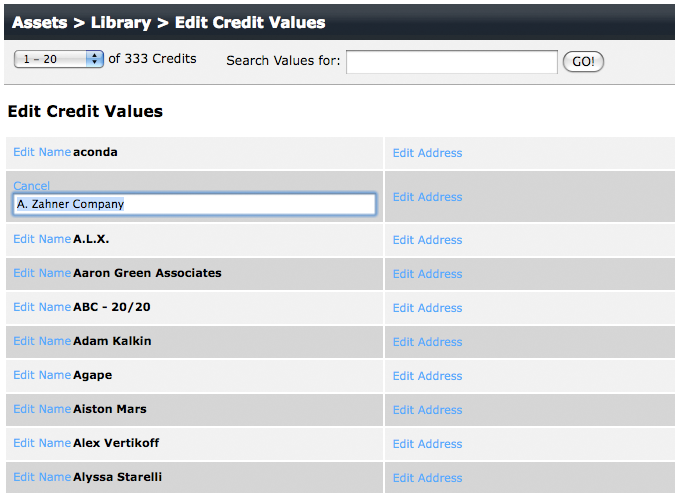 Assets > Library > Edit Credit Values
1 – 20 of 333 Credits Search Values for: GO!
Edit Credit Values
Edit Name aconda Edit Address
Cancel
A. Zahner Company Edit Address
Edit Name A.L.X. Edit Address
Edit Name Aaron Green Associates Edit Address
Edit Name ABC - 20/20 Edit Address
Edit Name Adam Kalkin Edit Address
Edit Name Agape Edit Address
Edit Name Aiston Mars Edit Address
Edit Name Alex Vertikoff Edit Address
Edit Name Alyssa Starelli Edit Address